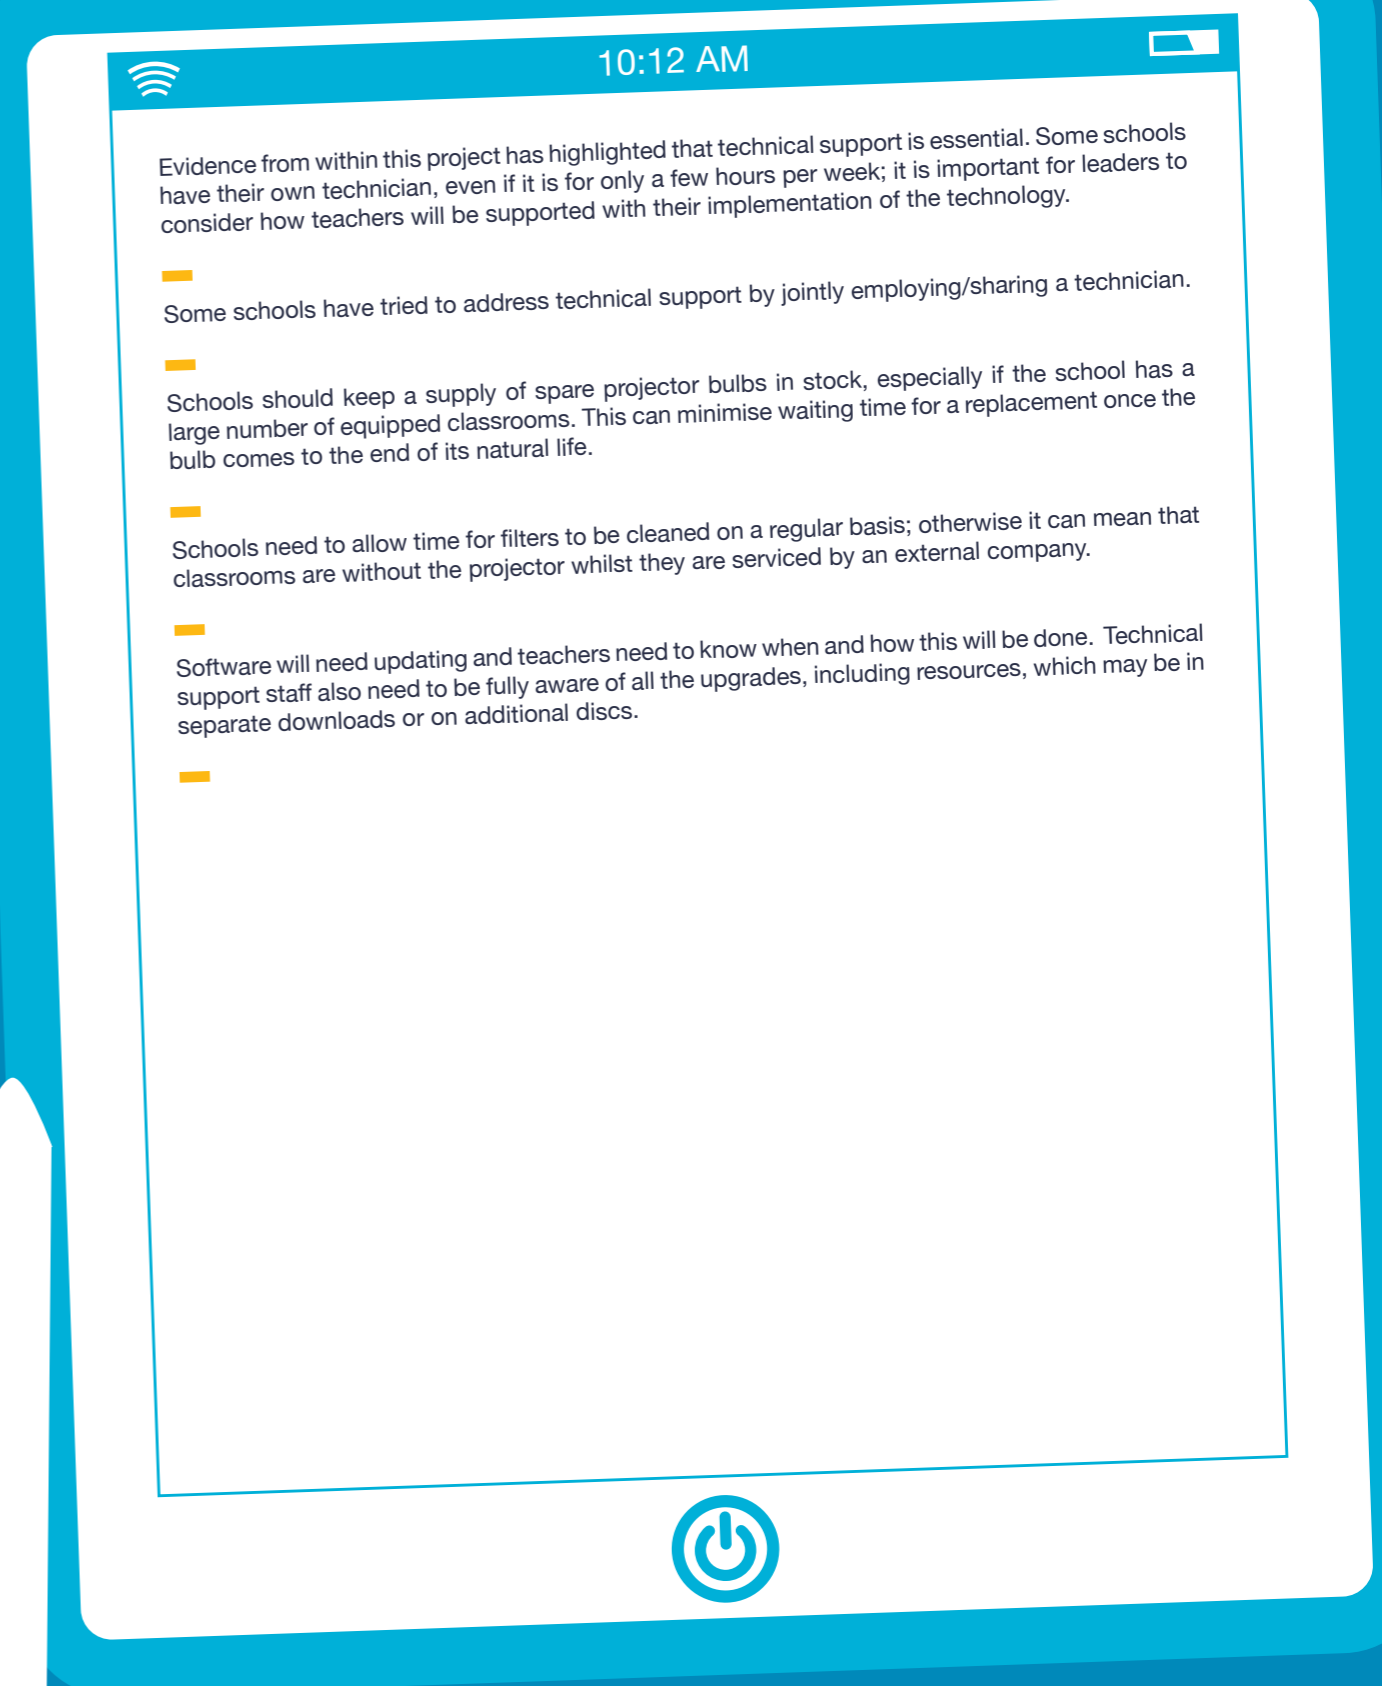 10:12 AM
Evidence from within this project has highlighted that technical support is essential. Some schools
have their own technician, even if it is for only a few hours per week; it is important for leaders to
consider how teachers will be supported with their implementation of the technology.
Some schools have tried to address technical support by jointly employing/sharing a technician.
Schools should keep a supply of spare projector bulbs in stock, especially if the school has a
large number of equipped classrooms. This can minimise waiting time for a replacement once the
bulb comes to the end of its natural life.
Schools need to allow time for filters to be cleaned on a regular basis; otherwise it can mean that
classrooms are without the projector whilst they are serviced by an external company.
Software will need updating and teachers need to know when and how this will be done.  Technical
support staff also need to be fully aware of all the upgrades, including resources, which may be in
separate downloads or on additional discs.